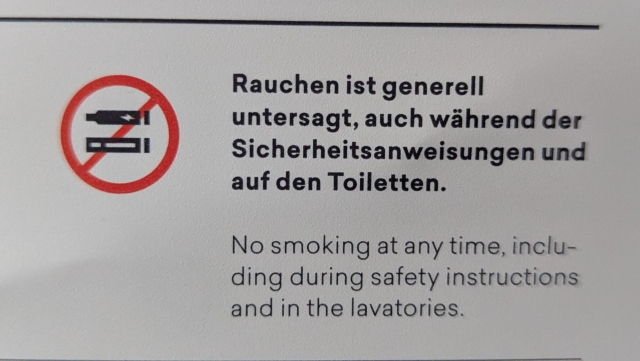 Rauchen ist generell
untersagt, auch während der
Sicherheitsanweisungen und
auf den Toiletten.
No smoking at any time, inclu-
ding during safety instructions
and in the lavatories.